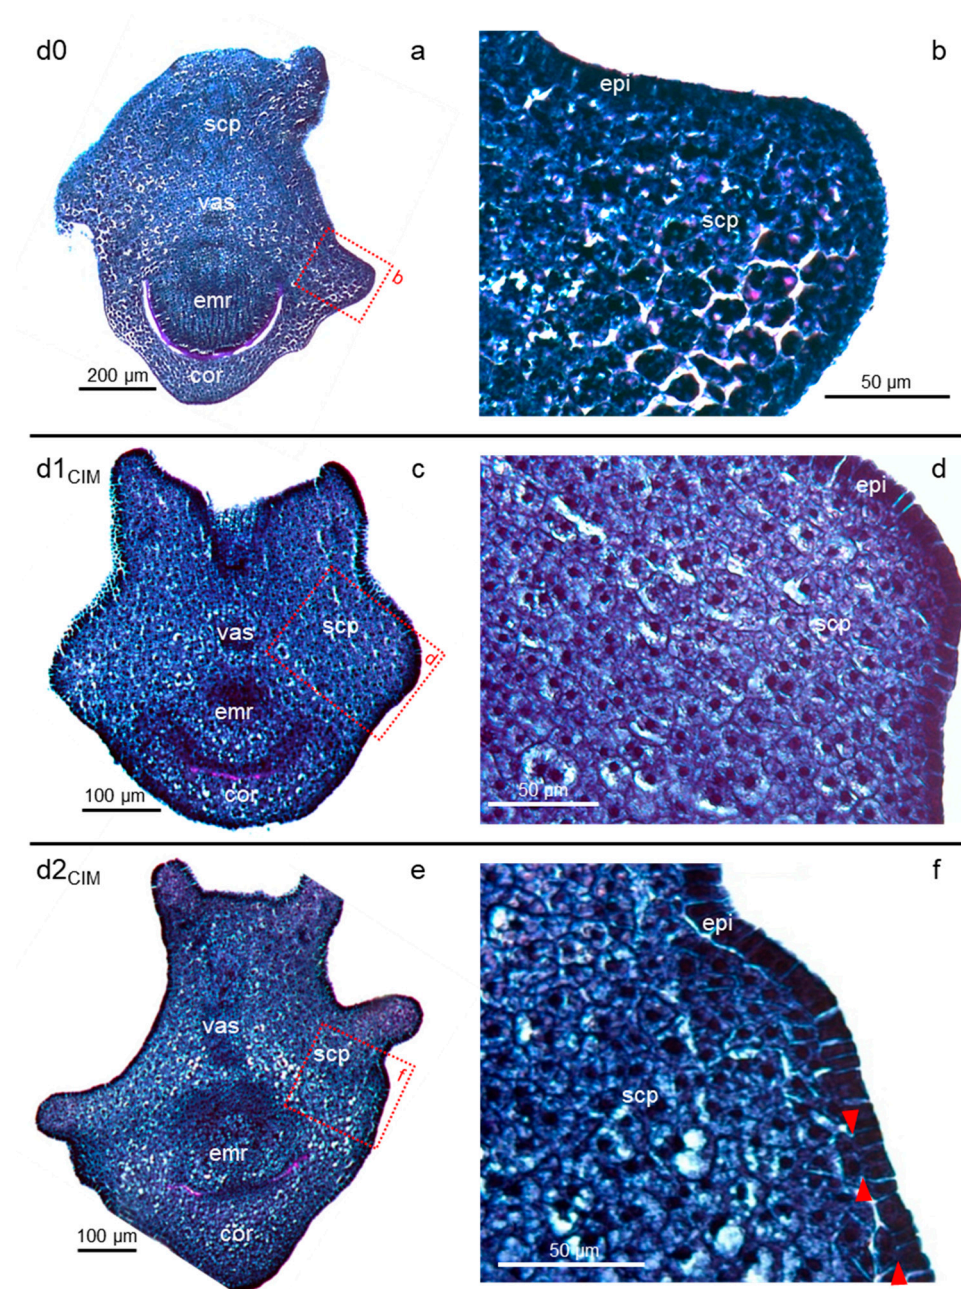 d0 a b
epi
scp
vas
scp
b
emr
cor
200 µm
50 µm
d1CIM c d
epi
scp
scp
vas
d
emr
cor
100 µm
50 µm
d2CIM e f
epi
vas
scp
f
scp
emr
cor
100 µm
50 µm